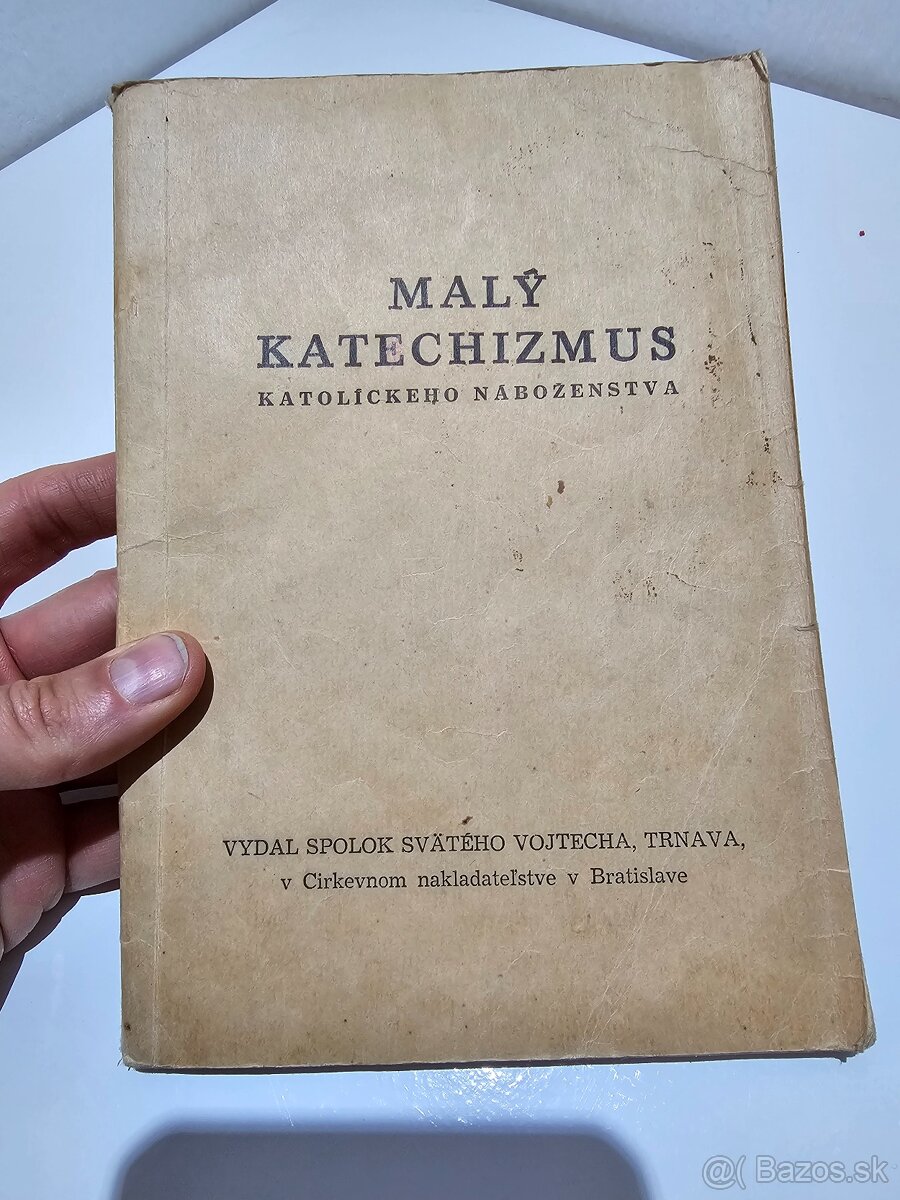 MALÝ
KATECHIZMUS
KATOLÍCKEHO NÁBOŽENSTVA
VYDAL SPOLOK SVÄTÉHO VOJTECHA, TRNAVA,
v Cirkevnom nakladateľstve v Bratislave
@( Bazos.sk